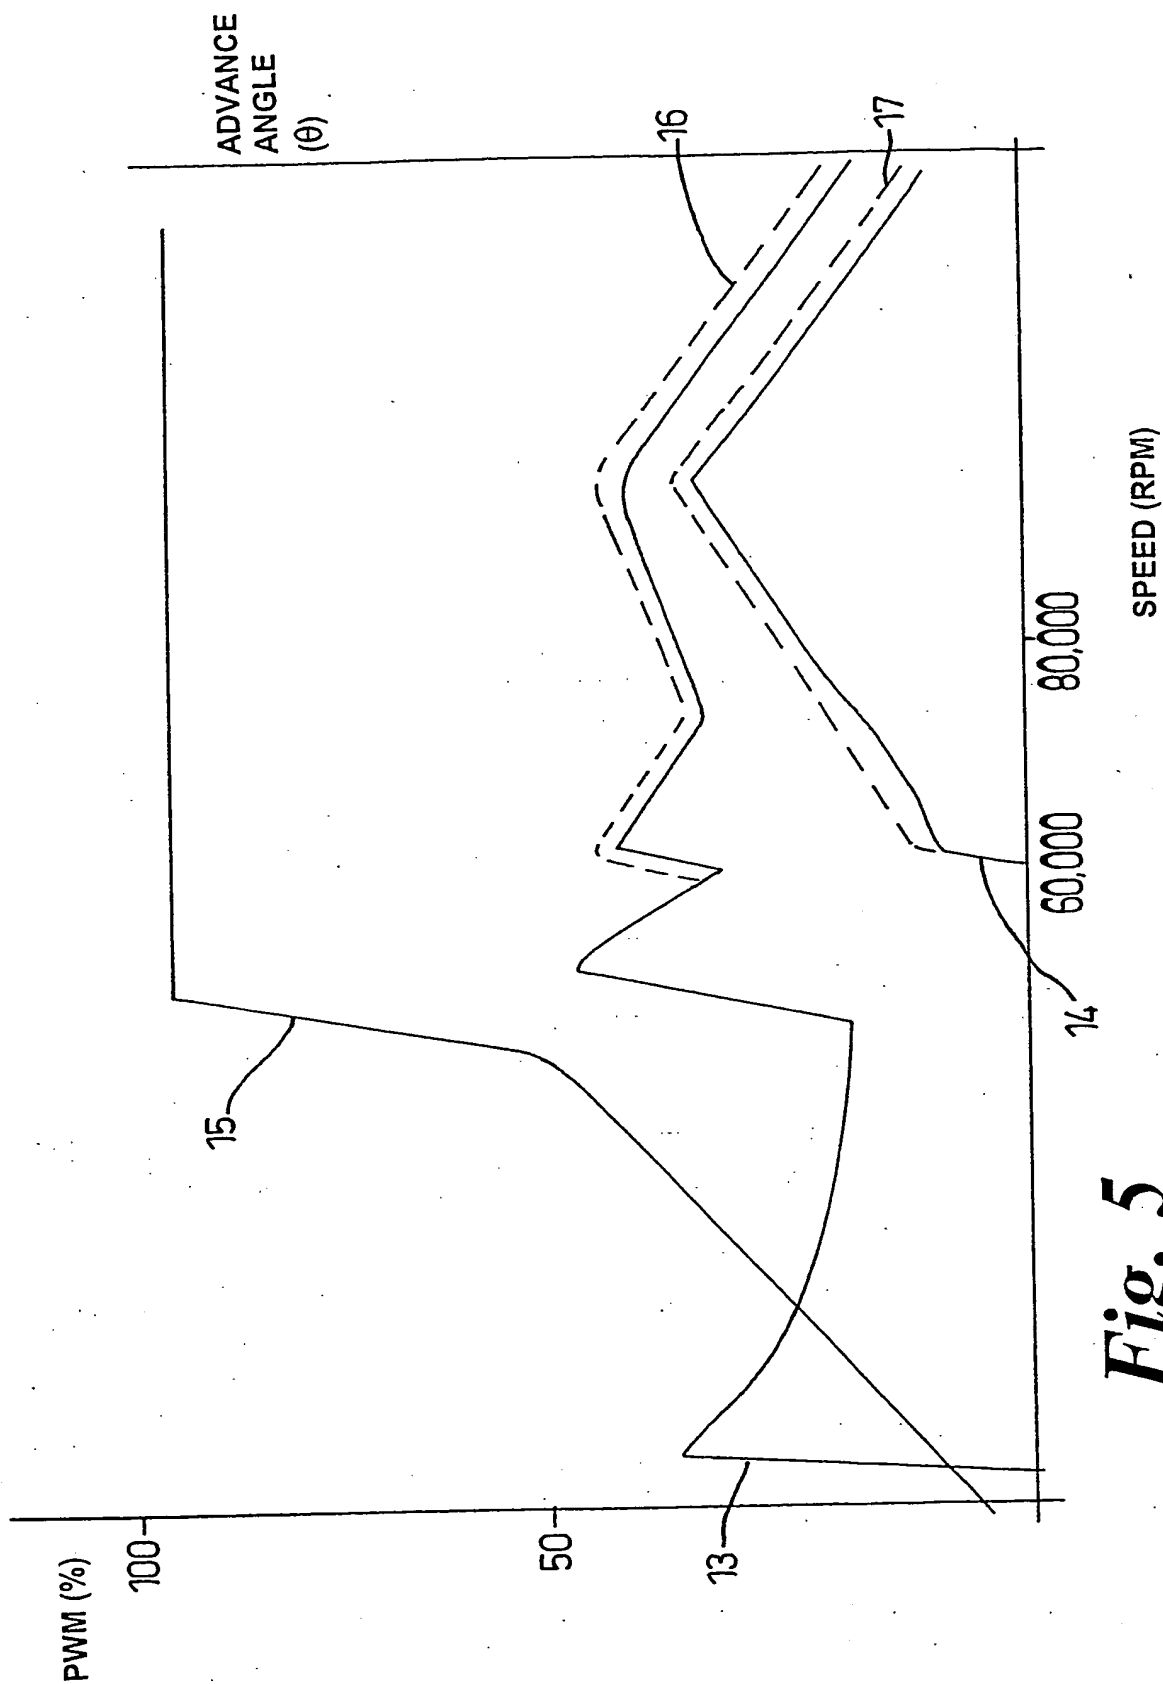 PWM (%)
100
50
ADVANCE
ANGLE
(θ)
15
13
16
17
14
60,000
80,000
SPEED (RPM)
Fig. 5